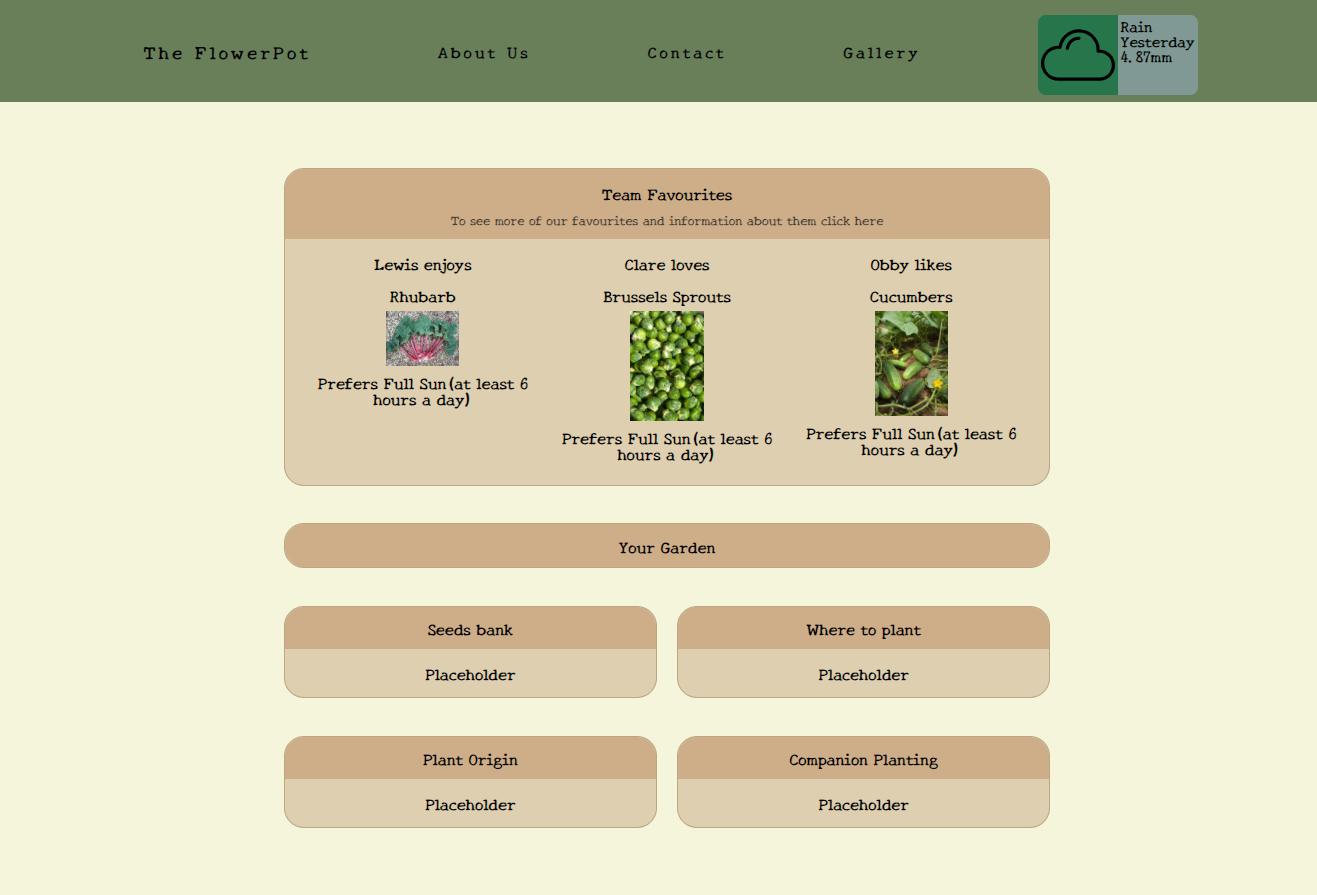 The FlowerPot
About Us
Contact
Gallery
Rain
Yesterday
4.87mm
Team Favourites
To see more of our favourites and information about them click here
Lewis enjoys
Clare loves
Obby likes
Rhubarb
Brussels Sprouts
Cucumbers
Prefers Full Sun(at least 6
hours a day)
Prefers Full Sun(at least 6
hours a day)
Prefers Full Sun(at least 6
hours a day)
Your Garden
Seeds bank
Where to plant
Placeholder
Placeholder
Plant Origin
Companion Planting
Placeholder
Placeholder